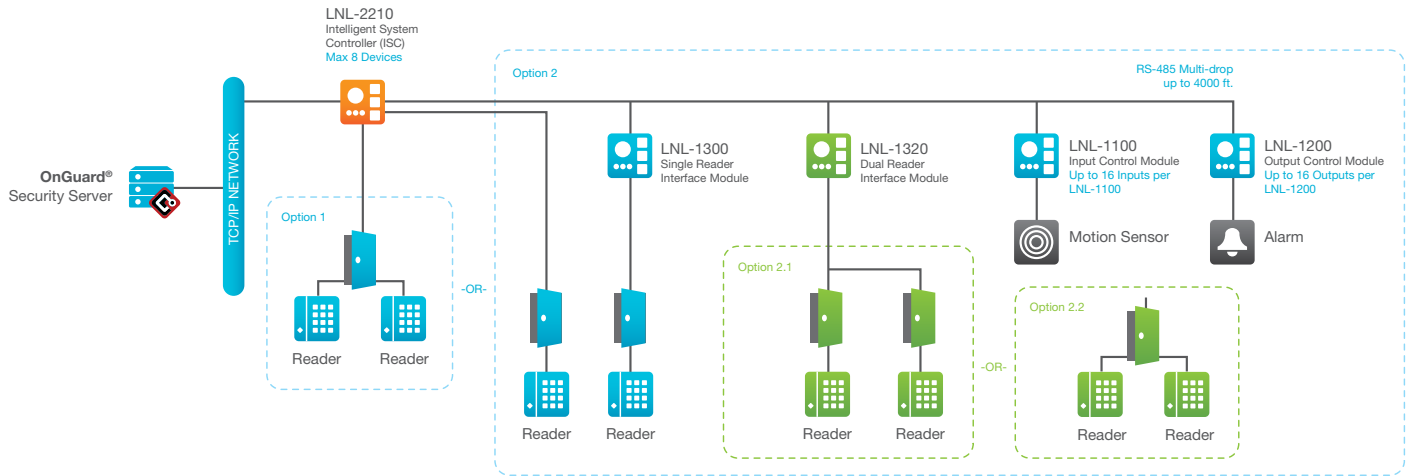 LNL-2210
Intelligent System
Controller (ISC)
Max 8 Devices
OnGuard®
Security Server
TCP/IP NETWORK
Option 1
Reader
Reader
-OR-
Option 2
RS-485 Multi-drop
up to 4000 ft.
LNL-1300
Single Reader
Interface Module
LNL-1320
Dual Reader
Interface Module
LNL-1100
Input Control Module
Up to 16 Inputs per
LNL-1100
LNL-1200
Output Control Module
Up to 16 Outputs per
LNL-1200
Motion Sensor
Alarm
Reader
Reader
Option 2.1
Reader
Reader
-OR-
Option 2.2
Reader
Reader